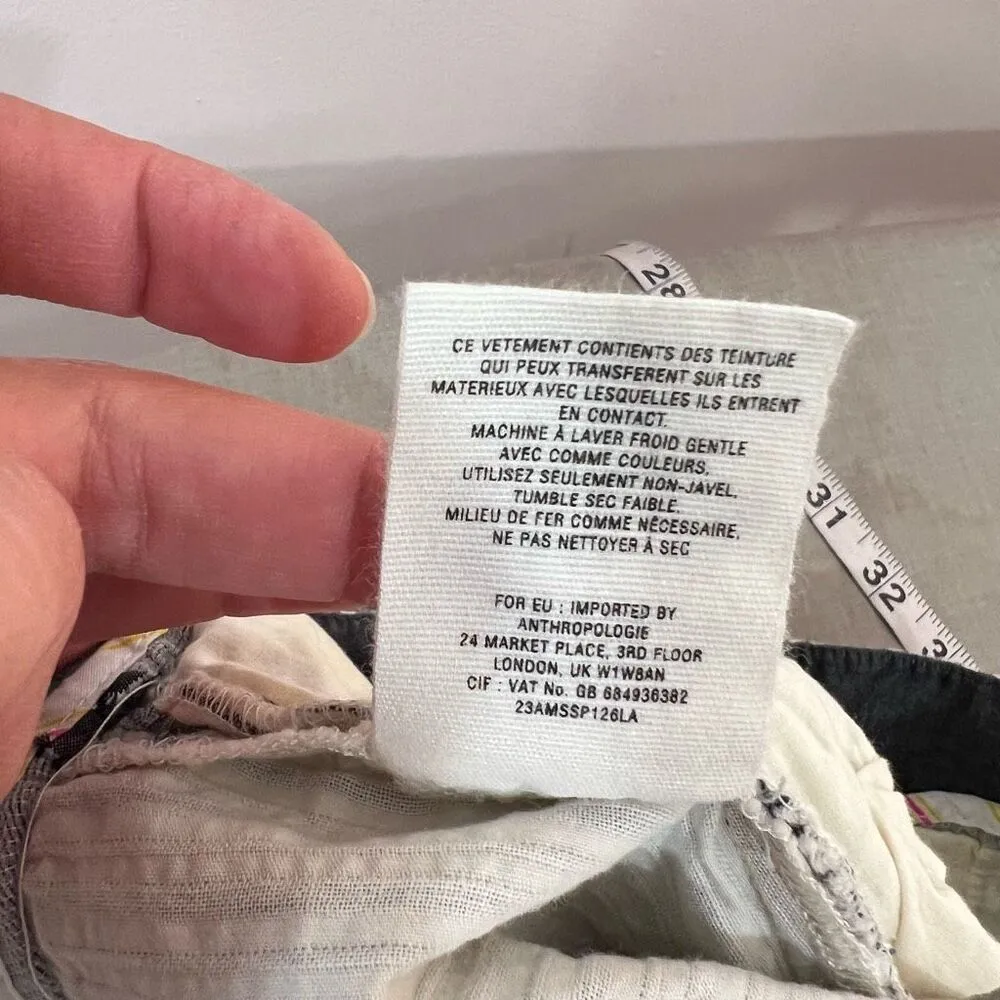 28
CE VETEMENT CONTIENTS DES TEINTURE
QUI PEUX TRANSFERENT SUR LES
MATERIEUX AVEC LESQUELLES ILS ENTRENT
EN CONTACT.
MACHINE À LAVER FROID GENTLE
AVEC COMME COULEURS.
UTILISEZ SEULEMENT NON-JAVEL.
TUMBLE SEC FAIBLE.
MILIEU DE FER COMME NÉCESSAIRE,
NE PAS NETTOYER À SEC
FOR EU : IMPORTED BY
ANTHROPOLOGIE
24 MARKET PLACE, 3RD FLOOR
LONDON, UK W1W8AN
CIF : VAT No. GB 684936382
23AMSSP126LA
31
32